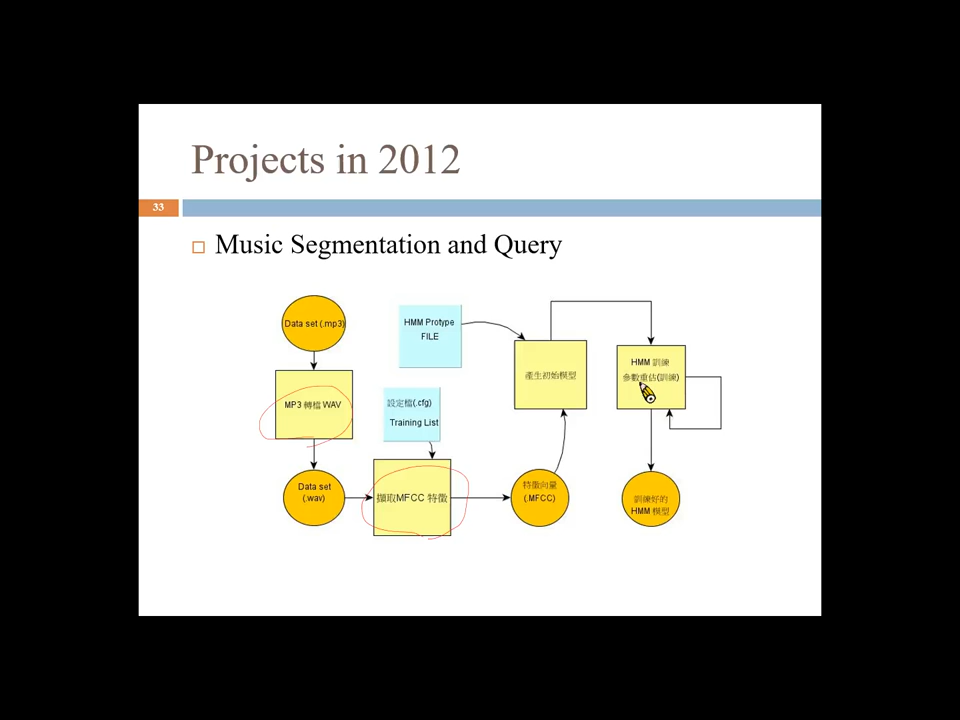 Projects in 2012
33
Music Segmentation and Query
Data set (.mp3)
MP3 轉檔 WAV
Data set
(.wav)
HMM Protype
FILE
設定檔(.cfg)
Training List
擷取MFCC 特徵
產生初始模型
特徵向量
(.MFCC)
HMM 訓練
參數重估(訓練)
訓練好的
HMM 模型